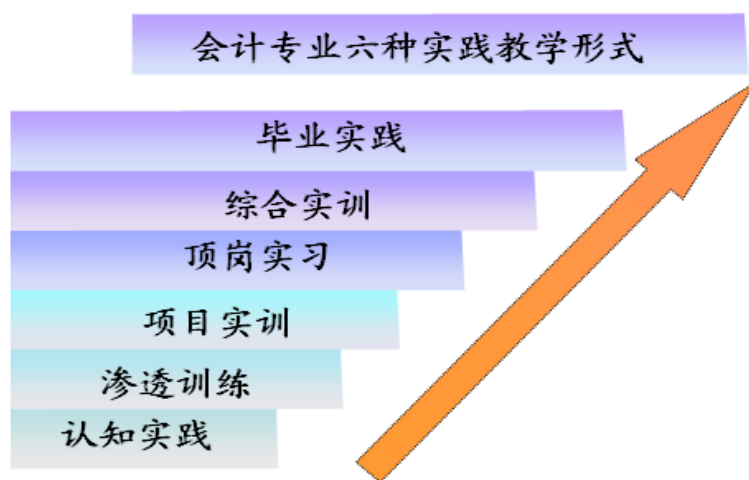 会计专业六种实践教学形式
毕业实践
综合实训
顶岗实习
项目实训
渗透训练
认知实践